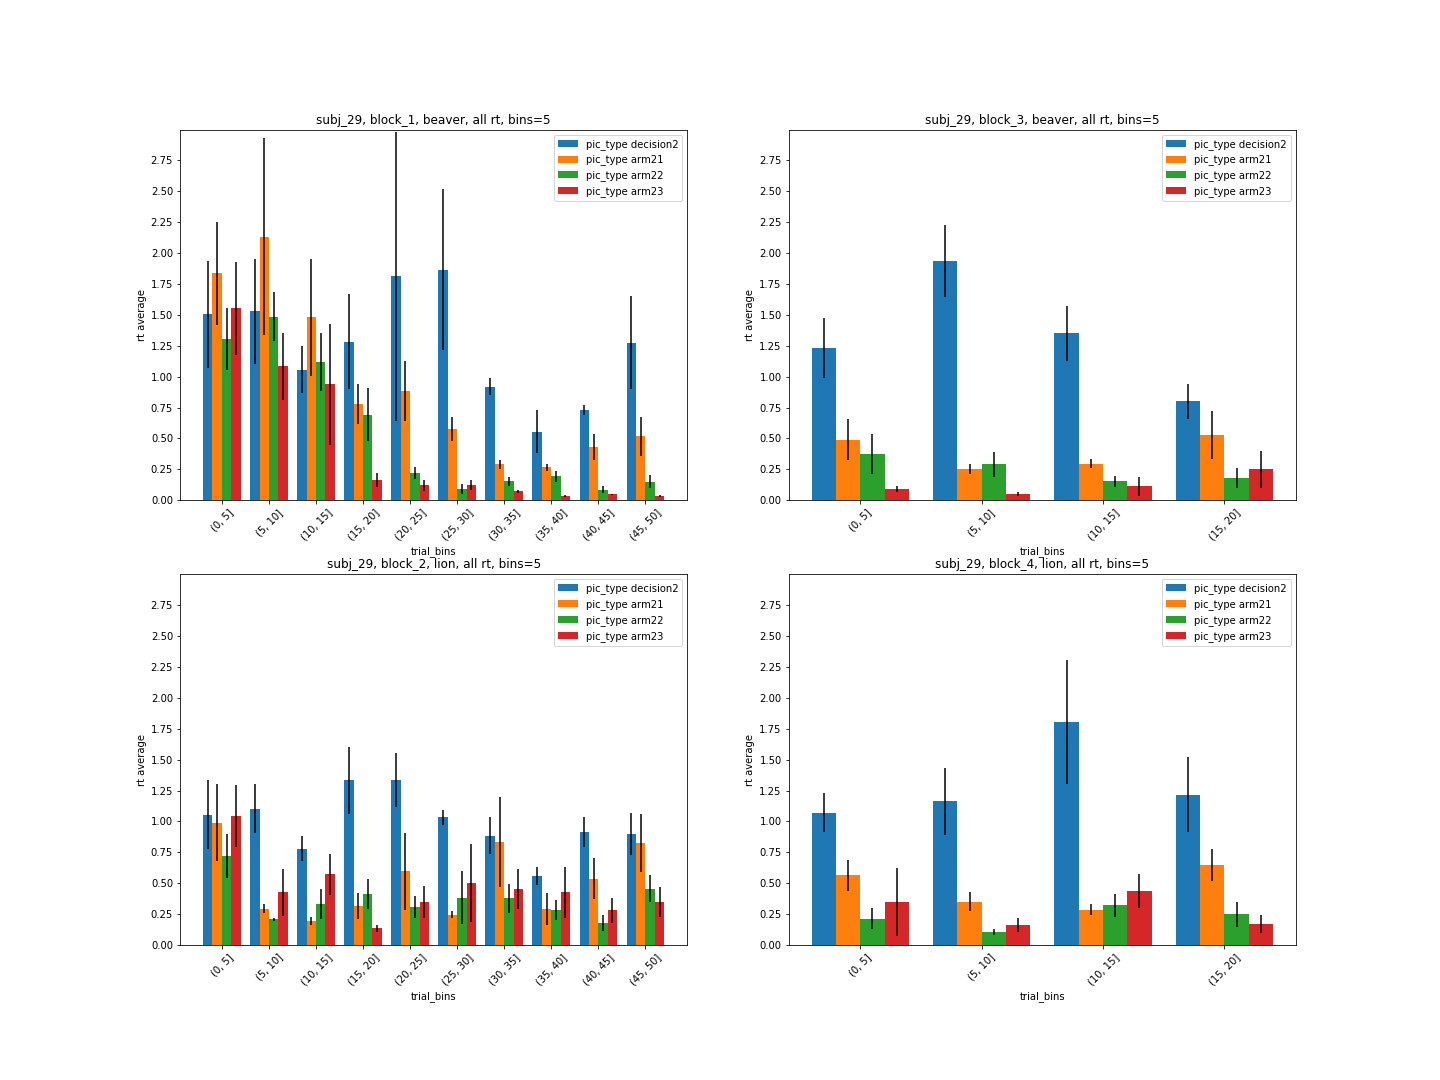 subj_29, block_1, beaver, all rt, bins=5
pic_type decision2
pic_type arm21
pic_type arm22
pic_type arm23
rt average
2.75
2.50
2.25
2.00
1.75
1.50
1.25
1.00
0.75
0.50
0.25
0.00
(0, 5]
(5, 10]
(10, 15]
(15, 20]
(20, 25]
(25, 30]
(30, 35]
(35, 40]
(40, 45]
(45, 50]
trial_bins
subj_29, block_3, beaver, all rt, bins=5
pic_type decision2
pic_type arm21
pic_type arm22
pic_type arm23
rt average
2.75
2.50
2.25
2.00
1.75
1.50
1.25
1.00
0.75
0.50
0.25
0.00
(0, 5]
(5, 10]
(10, 15]
(15, 20]
trial_bins
subj_29, block_2, lion, all rt, bins=5
pic_type decision2
pic_type arm21
pic_type arm22
pic_type arm23
rt average
2.75
2.50
2.25
2.00
1.75
1.50
1.25
1.00
0.75
0.50
0.25
0.00
(0, 5]
(5, 10]
(10, 15]
(15, 20]
(20, 25]
(25, 30]
(30, 35]
(35, 40]
(40, 45]
(45, 50]
trial_bins
subj_29, block_4, lion, all rt, bins=5
pic_type decision2
pic_type arm21
pic_type arm22
pic_type arm23
rt average
2.75
2.50
2.25
2.00
1.75
1.50
1.25
1.00
0.75
0.50
0.25
0.00
(0, 5]
(5, 10]
(10, 15]
(15, 20]
trial_bins